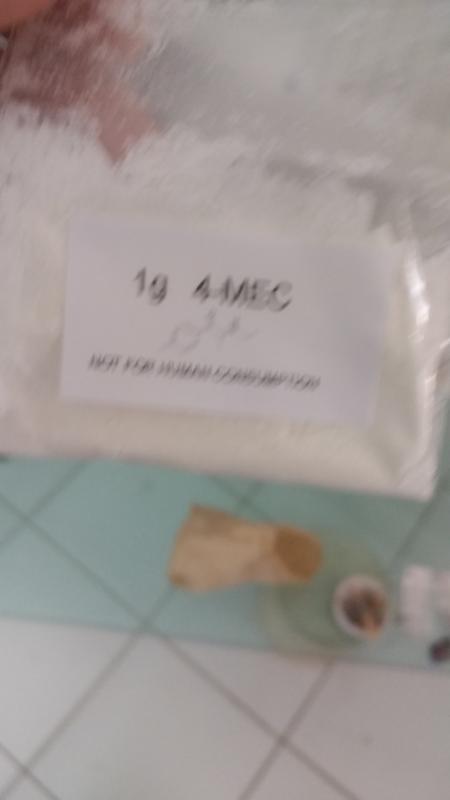 1g 4-MEC
NOT FOR HUMAN CONSUMPTION